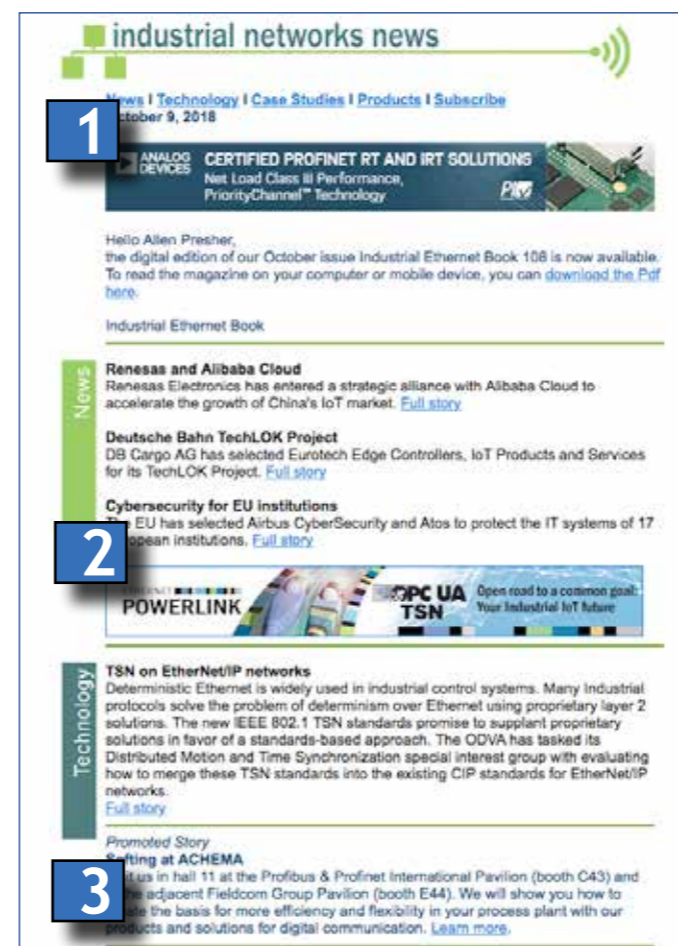 industrial networks news
News I Technology I Case Studies I Products I Subscribe
October 9, 2018
1
ANALOG DEVICES
CERTIFIED PROFINET RT AND IRT SOLUTIONS
Net Load Class III Performance,
PriorityChannel™ Technology
Hello Allen Presher,
the digital edition of our October issue Industrial Ethernet Book 108 is now available.
To read the magazine on your computer or mobile device, you can download the Pdf
here.
Industrial Ethernet Book
News
Renesas and Alibaba Cloud
Renesas Electronics has entered a strategic alliance with Alibaba Cloud to
accelerate the growth of China's IoT market. Full story
Deutsche Bahn TechLOK Project
DB Cargo AG has selected Eurotech Edge Controllers, IoT Products and Services
for its TechLOK Project. Full story
Cybersecurity for EU institutions
The EU has selected Airbus CyberSecurity and Atos to protect the IT systems of 17
European institutions. Full story
2
ETHERNET
POWERLINK
OPC UA
TSN
Open road to a common goal:
Your Industrial IoT future
Technology
TSN on EtherNet/IP networks
Deterministic Ethernet is widely used in industrial control systems. Many Industrial
protocols solve the problem of determinism over Ethernet using proprietary layer 2
solutions. The new IEEE 802.1 TSN standards promise to supplant proprietary
solutions in favor of a standards-based approach. The ODVA has tasked its
Distributed Motion and Time Synchronization special interest group with evaluating
how to merge these TSN standards into the existing CIP standards for EtherNet/IP
networks.
Full story
Promoted Story
Softing at ACHEMA
3
us in hall 11 at the Profibus & Profinet International Pavilion (booth C43) and
adjacent Fieldcom Group Pavilion (booth E44). We will show you how to
the basis for more efficiency and flexibility in your process plant with our
products and solutions for digital communication. Learn more.